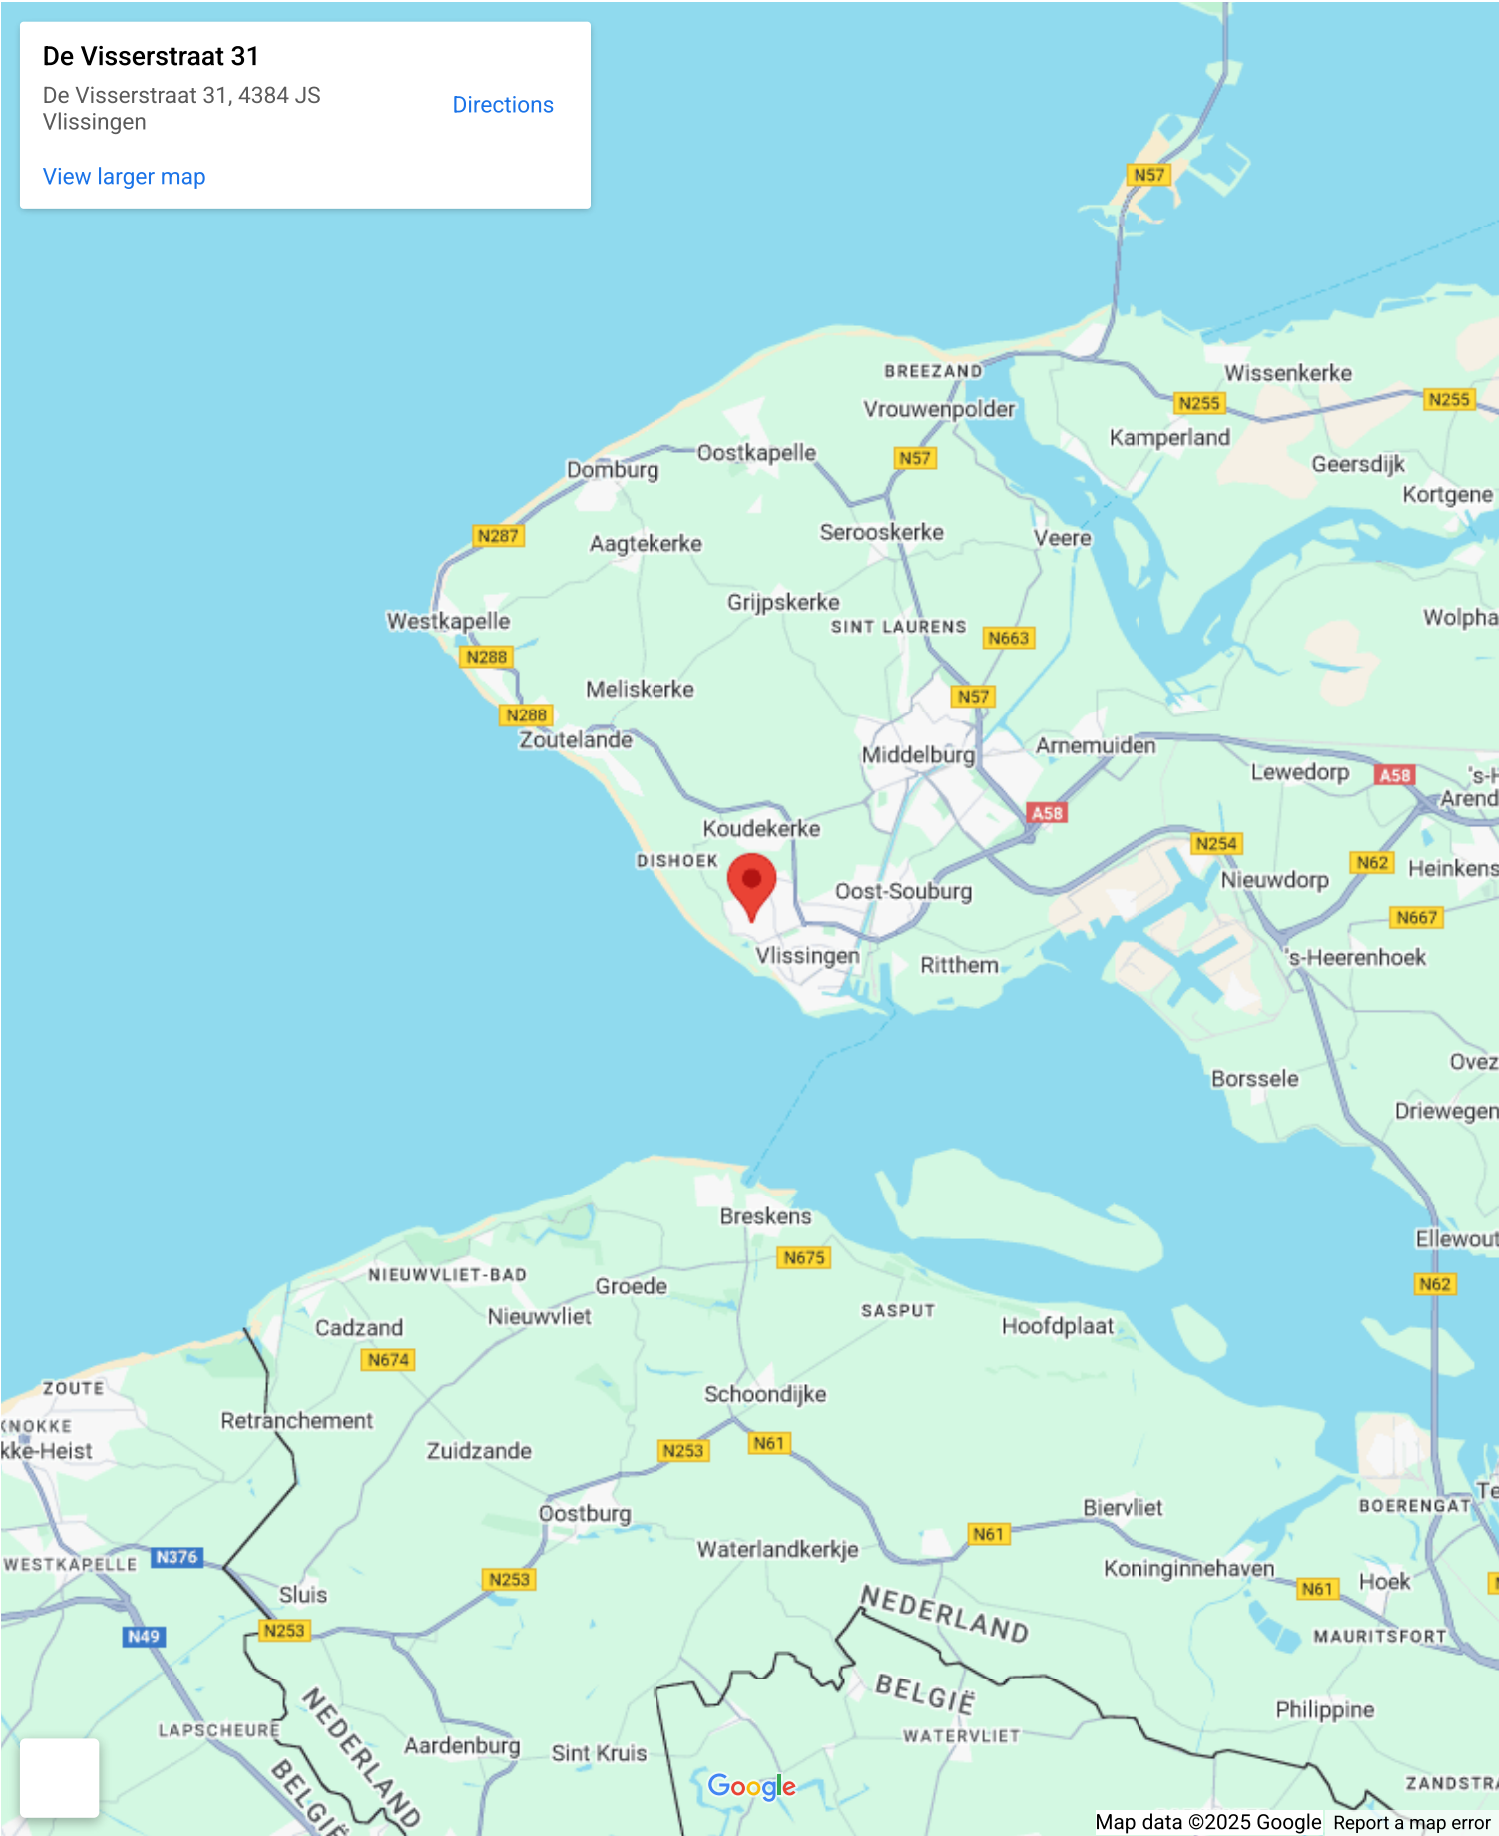 De Visserstraat 31
De Visserstraat 31, 4384 JS
Vlissingen
Directions
View larger map
N57
BREEZAND
Wissenkerke
N255
N255
Vrouwenpolder
Kamperland
Oostkapelle
N57
Domburg
Geersdijk
Kortgene
N287
Serooskerke
Veere
Aagtekerke
Grijpskerke
Westkapelle
SINT LAURENS
N663
Wolpha
N288
Meliskerke
N57
N288
Zoutelande
Middelburg
Arnemuiden
Lewedorp
A58
's-H
Arend
A58
Koudekerke
N254
DISHOEK
N62
Heinkens
Nieuwdorp
Oost-Souburg
N667
Vlissingen
Ritthem
's-Heerenhoek
Ovez
Borssele
Driewegen
Breskens
Ellewout
N675
NIEUWVLIET-BAD
Groede
N62
Nieuwvliet
SASPUT
Cadzand
Hoofdplaat
N674
ZOUTE
Schoondijke
KNOKKE
kke-Heist
Retranchement
Zuidzande
N253
N61
Te
BOERENGAT
Biervliet
Oostburg
N61
Waterlandkerkje
WESTKAPELLE
N376
Koninginnehaven
N253
N61
Hoek
Sluis
NEDERLAND
N253
N49
MAURITSFORT
BELGIË
NEDERLAND
Philippine
LAPSCHEURE
WATERVLIET
Aardenburg
Sint Kruis
BELGIË
Google
ZANDSTRA
Map data ©2025 Google
Report a map error